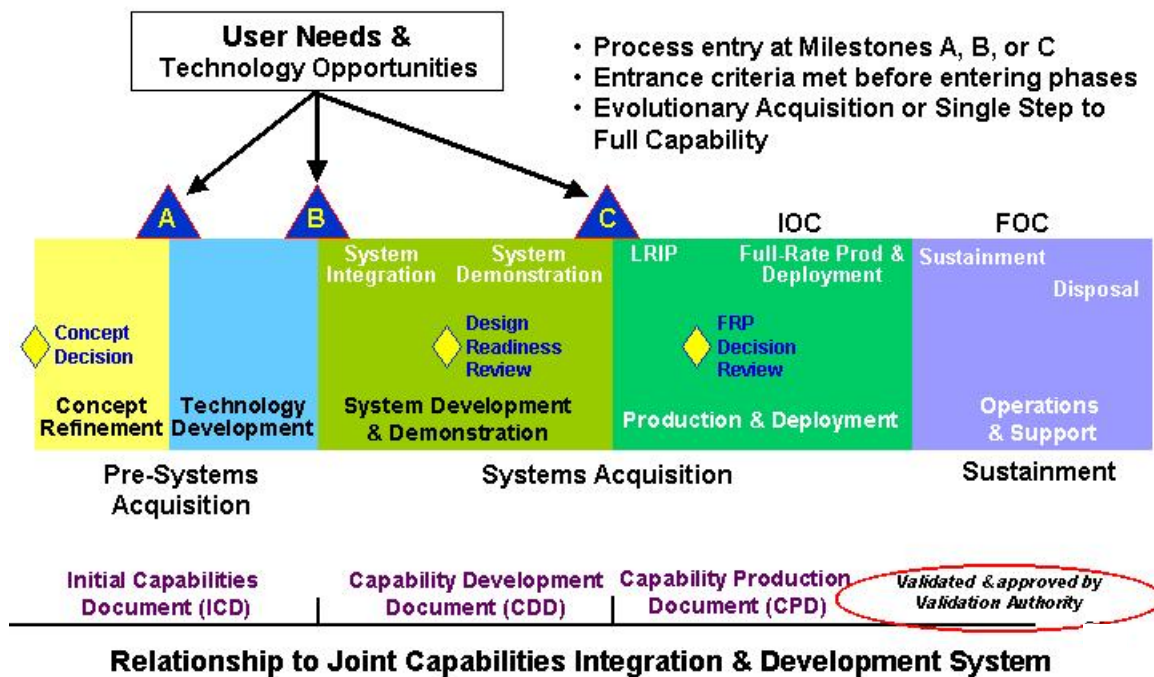 User Needs &
Technology Opportunities
• Process entry at Milestones A, B, or C
• Entrance criteria met before entering phases
• Evolutionary Acquisition or Single Step to
Full Capability
A
B
C
IOC
FOC
System
Integration
System
Demonstration
LRIP
Full-Rate Prod &
Deployment
Sustainment
Disposal
Concept
Decision
Design
Readiness
Review
FRP
Decision
Review
Concept
Refinement
Technology
Development
System Development
& Demonstration
Production & Deployment
Operations
& Support
Pre-Systems
Acquisition
Systems Acquisition
Sustainment
Initial Capabilities
Document (ICD)
Capability Development
Document (CDD)
Capability Production
Document (CPD)
Validated & approved by
Validation Authority
Relationship to Joint Capabilities Integration & Development System